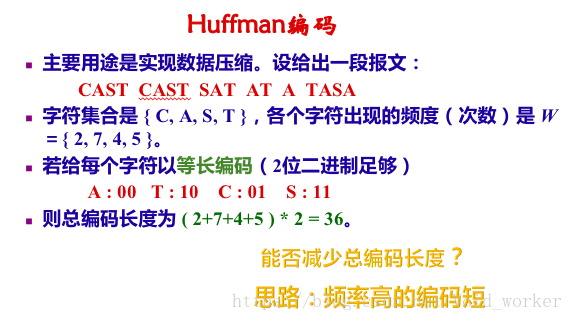 Huffman编码
主要用途是实现数据压缩。设给出一段报文：
CAST CAST SAT AT A TASA
字符集合是 { C, A, S, T }，各个字符出现的频度（次数）是 W
＝{ 2, 7, 4, 5 }。
若给每个字符以等长编码（2位二进制足够）
A : 00 T : 10 C : 01 S : 11
则总编码长度为 ( 2+7+4+5 ) * 2 = 36。
能否减少总编码长度？
思路：频率高的编码短